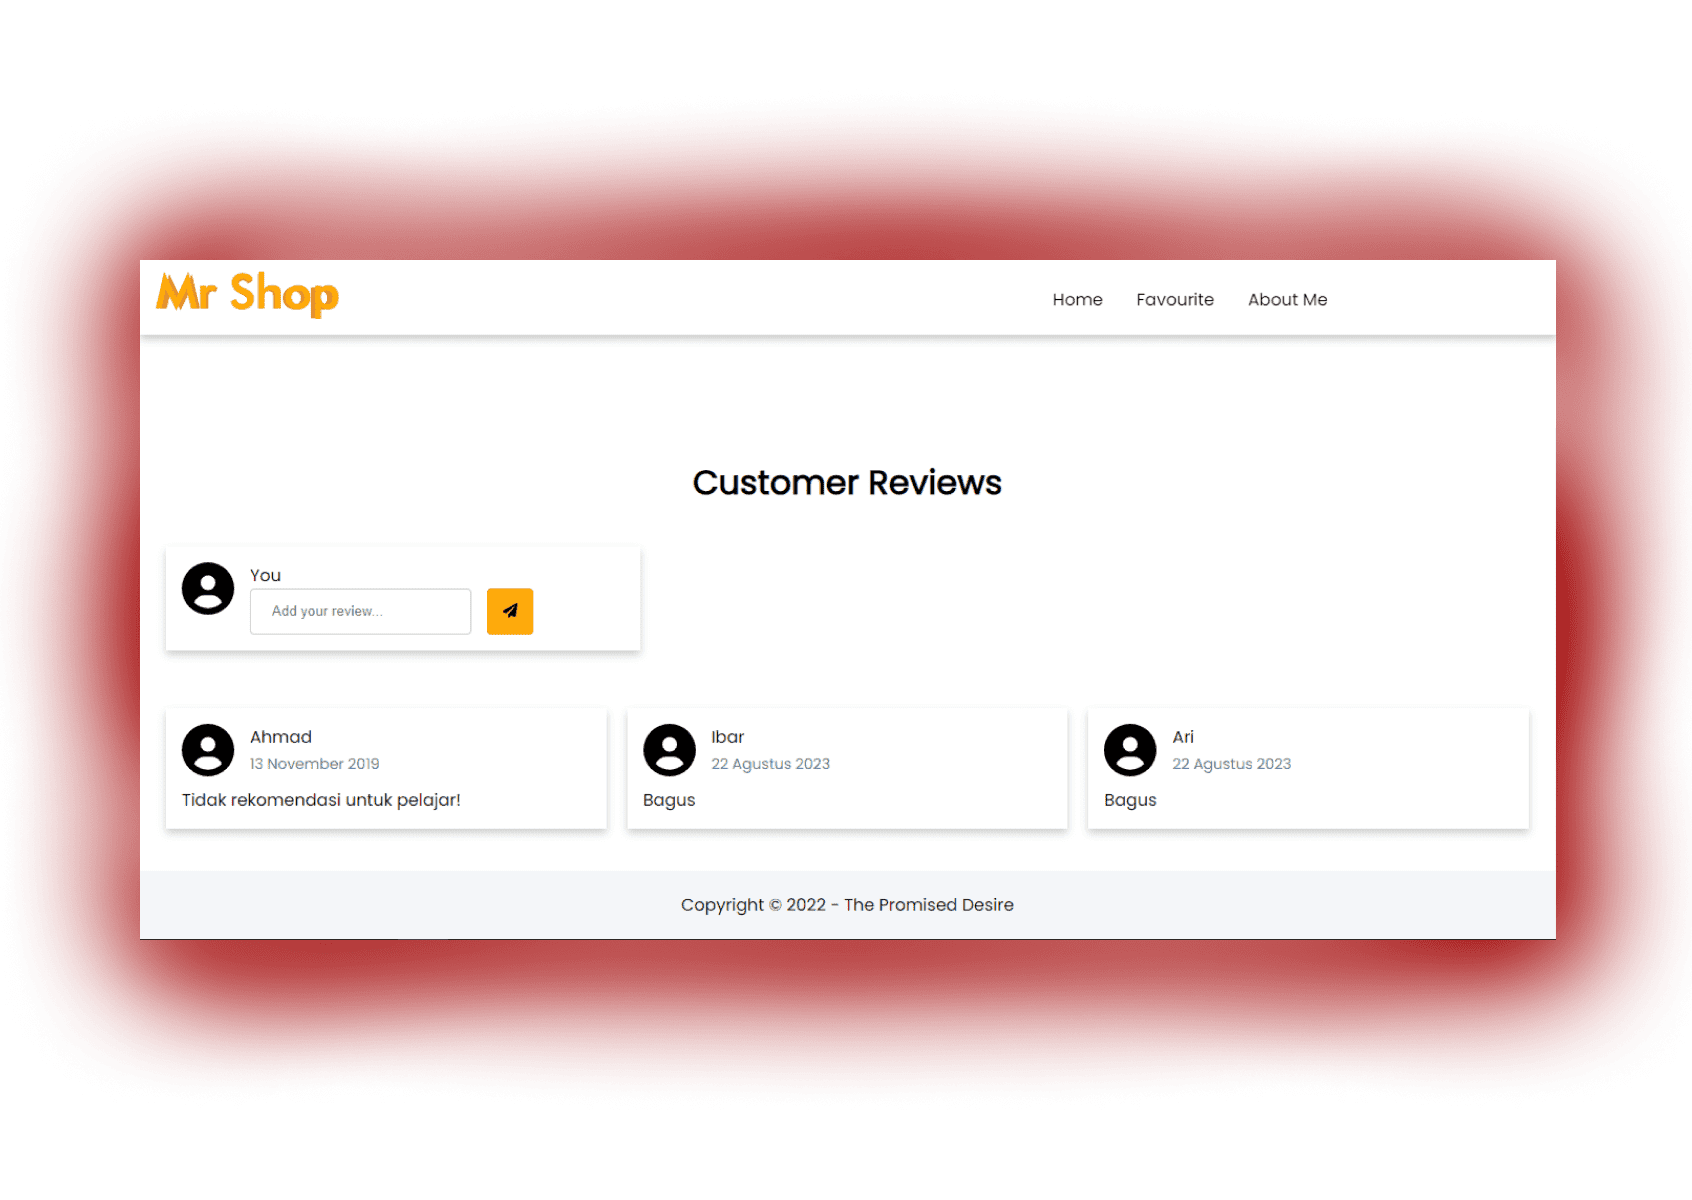 Mr Shop
Home Favourite About Me
Customer Reviews
You
Add your review...
Ahmad
13 November 2019
Tidak rekomendasi untuk pelajar!
Ibar
22 Agustus 2023
Bagus
Ari
22 Agustus 2023
Bagus
Copyright © 2022 - The Promised Desire